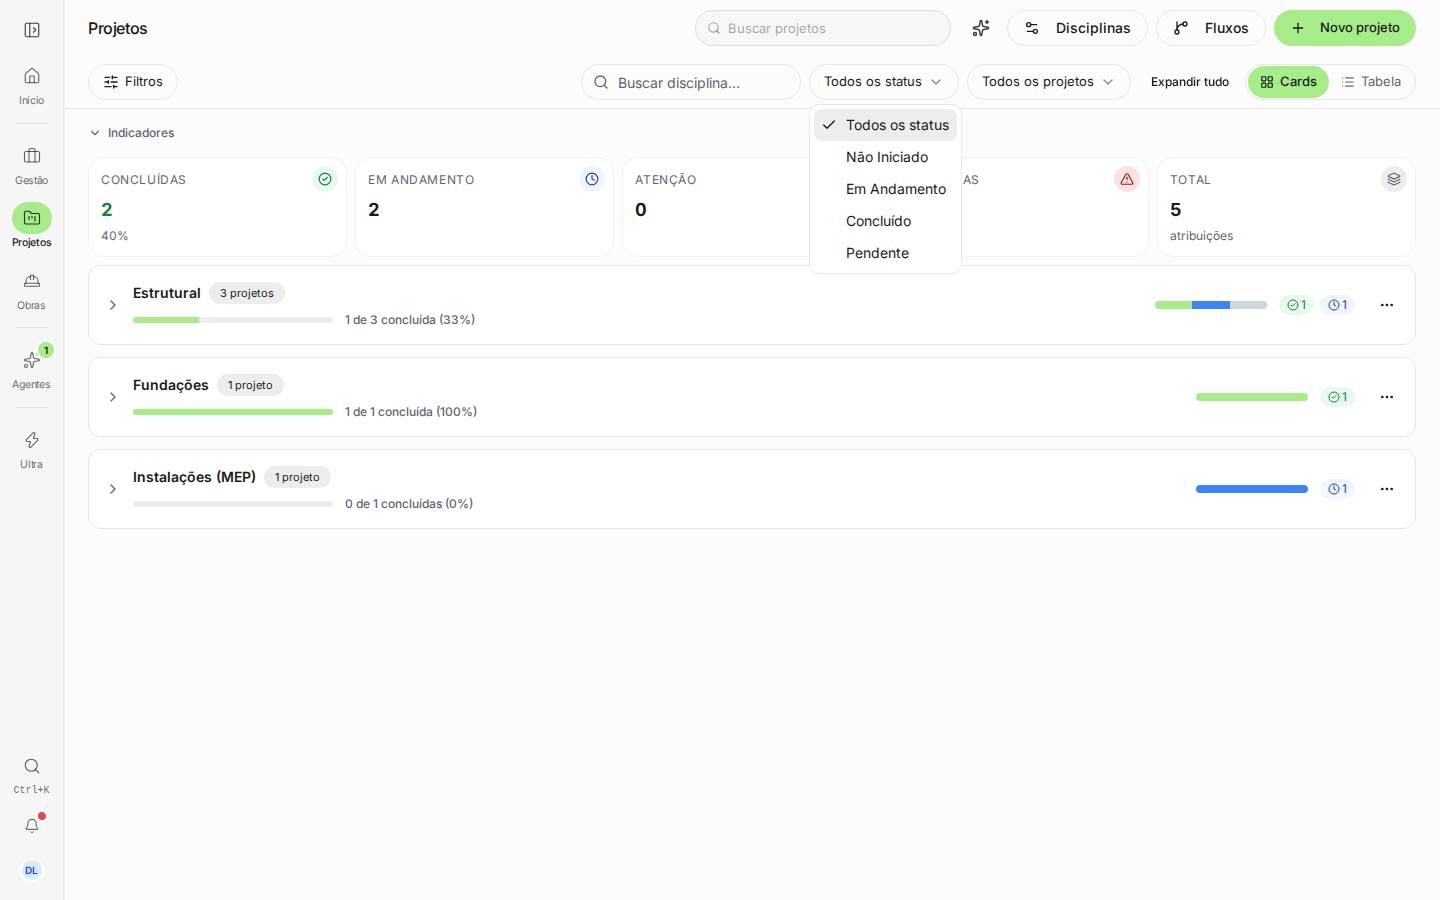 Projetos
Buscar projetos
Disciplinas
Fluxos
Novo projeto
Filtros
Buscar disciplina...
Todos os status
Todos os projetos
Expandir tudo
Cards
Tabela
Início
Gestão
Projetos
Obras
1
Agentes
Ultra
Ctrl+K
DL
Todos os status
Não Iniciado
Em Andamento
Concluído
Pendente
Indicadores
CONCLUÍDAS
2
40%
EM ANDAMENTO
2
ATENÇÃO
0
AS
TOTAL
5
atribuições
Estrutural
3 projetos
1 de 3 concluída (33%)
1
1
Fundações
1 projeto
1 de 1 concluída (100%)
1
Instalações (MEP)
1 projeto
0 de 1 concluídas (0%)
1